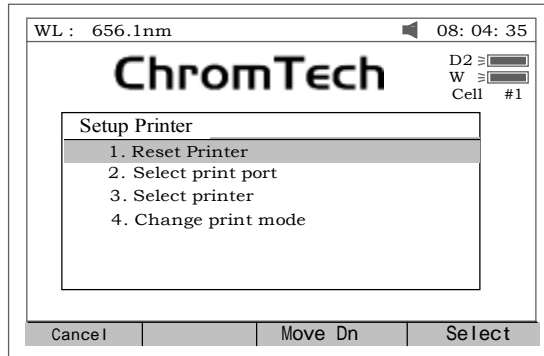 WL : 656.1nm 08: 04: 35
ChromTech
D2
W
Cell #1
Setup Printer
1. Reset Printer
2. Select print port
3. Select printer
4. Change print mode
Cancel Move Dn Select